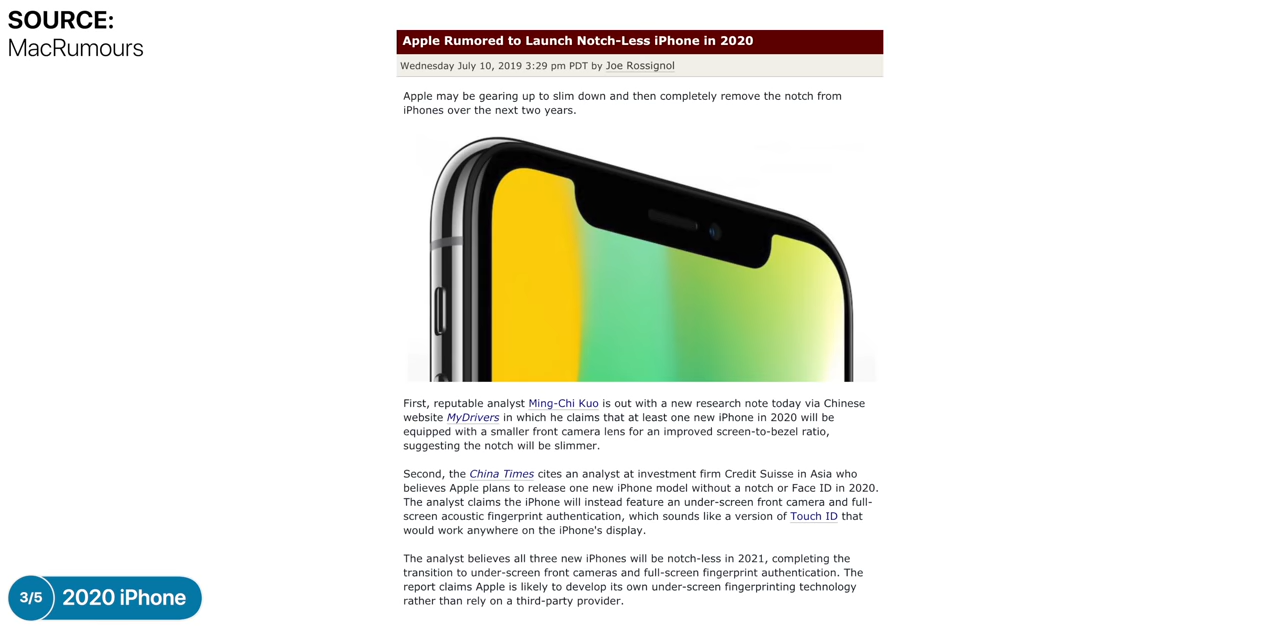 SOURCE:
MacRumours
Apple Rumored to Launch Notch-Less iPhone in 2020
Wednesday July 10, 2019 3:29 pm PDT by Joe Rossignol
Apple may be gearing up to slim down and then completely remove the notch from
iPhones over the next two years.
First, reputable analyst Ming-Chi Kuo is out with a new research note today via Chinese
website MyDrivers in which he claims that at least one new iPhone in 2020 will be
equipped with a smaller front camera lens for an improved screen-to-bezel ratio,
suggesting the notch will be slimmer.
Second, the China Times cites an analyst at investment firm Credit Suisse in Asia who
believes Apple plans to release one new iPhone model without a notch or Face ID in 2020.
The analyst claims the iPhone will instead feature an under-screen front camera and full-
screen acoustic fingerprint authentication, which sounds like a version of Touch ID that
would work anywhere on the iPhone's display.
The analyst believes all three new iPhones will be notch-less in 2021, completing the
transition to under-screen front cameras and full-screen fingerprint authentication. The
report claims Apple is likely to develop its own under-screen fingerprinting technology
rather than rely on a third-party provider.
3/5 2020 iPhone